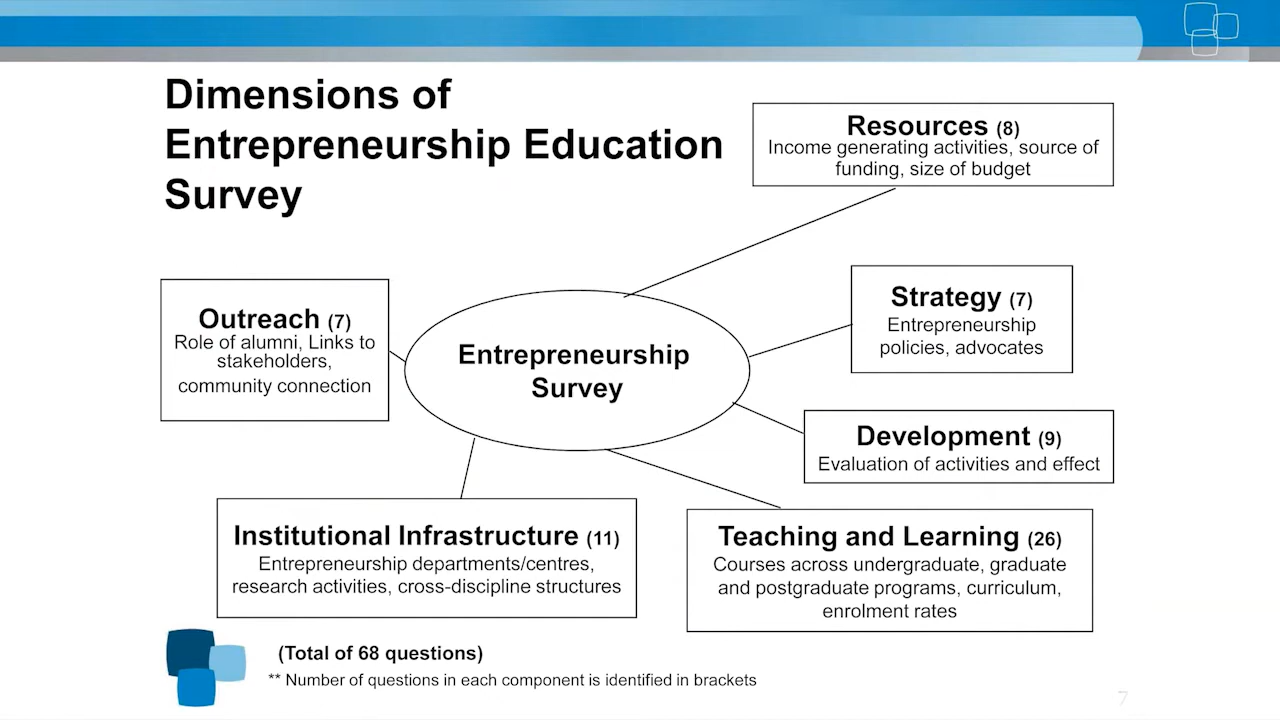 Dimensions of
Entrepreneurship Education
Survey
Resources (8)
Income generating activities, source of
funding, size of budget
Strategy (7)
Entrepreneurship
policies, advocates
Outreach (7)
Role of alumni, Links to
stakeholders,
community connection
Entrepreneurship
Survey
Development (9)
Evaluation of activities and effect
Institutional Infrastructure (11)
Entrepreneurship departments/centres,
research activities, cross-discipline structures
Teaching and Learning (26)
Courses across undergraduate, graduate
and postgraduate programs, curriculum,
enrolment rates
(Total of 68 questions)
** Number of questions in each component is identified in brackets
7